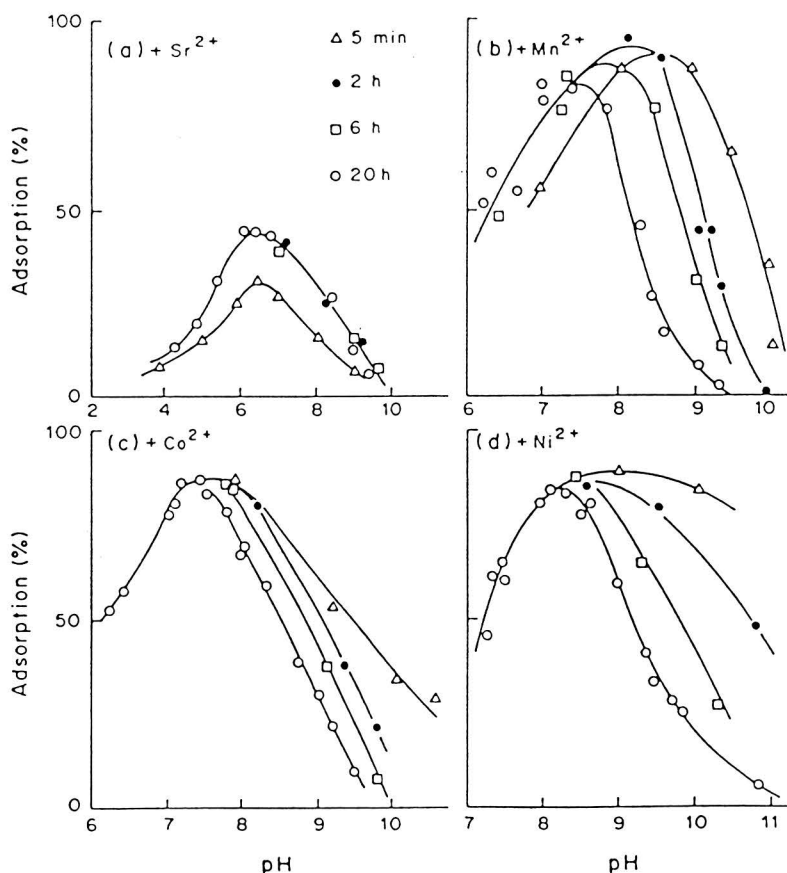 100
50
0
Adsorption (%)
(a) + Sr²⁺
△ 5 min
● 2 h
□ 6 h
○ 20 h
2 4 6 8 10
(b) + Mn²⁺
6 7 8 9 10
100
50
0
Adsorption (%)
(c) + Co²⁺
6 7 8 9 10
pH
(d) + Ni²⁺
7 8 9 10 11
pH